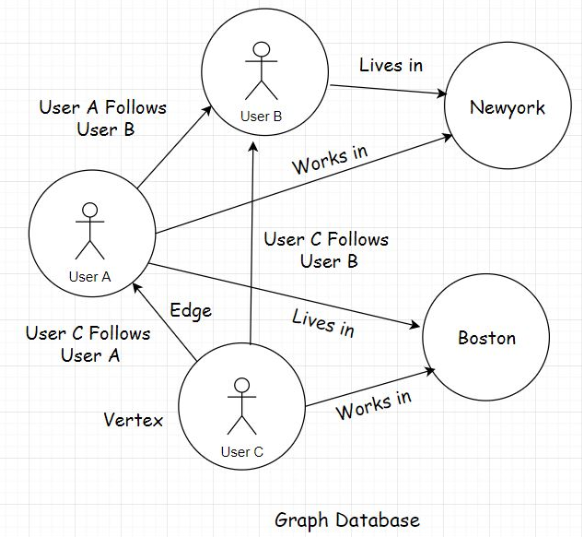 Lives in
User A Follows
User B
User B
Newyork
Works in
User A
User C Follows
User B
Edge
Lives in
User C Follows
User A
Boston
Works in
Vertex
User C
Graph Database